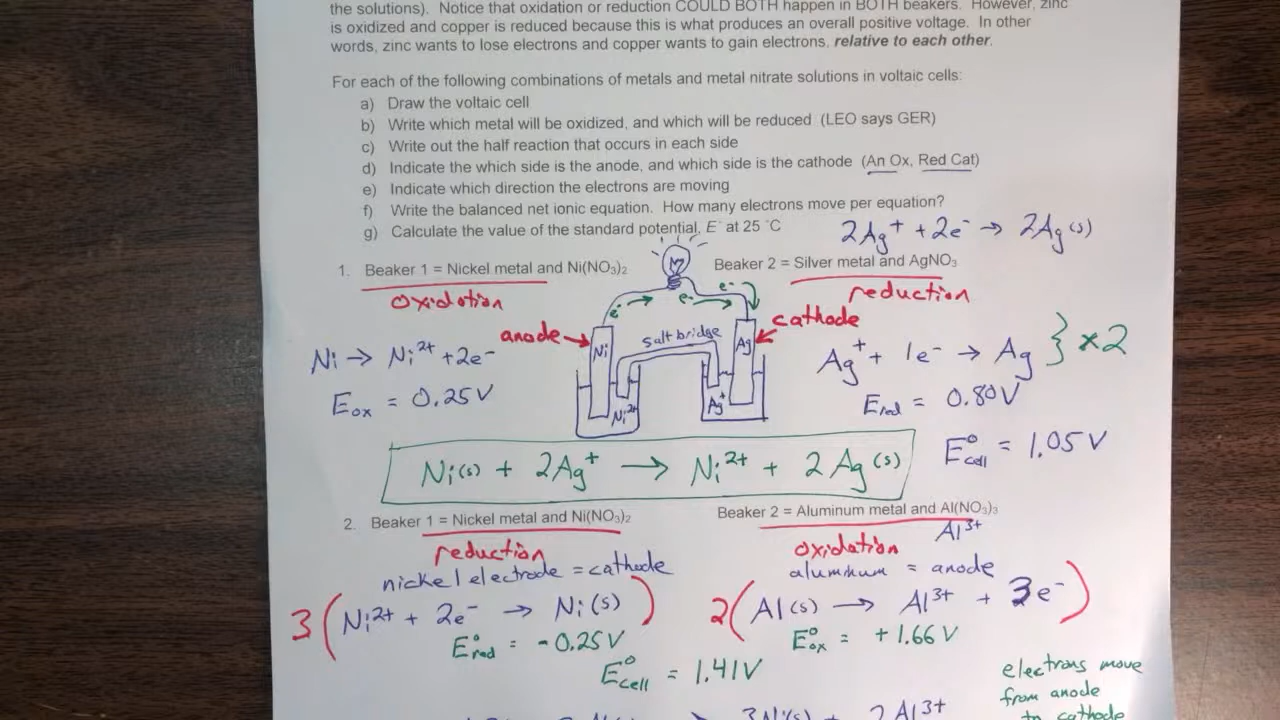 the solutions). Notice that oxidation or reduction COULD BOTH happen in BOTH beakers. However, zinc
is oxidized and copper is reduced because this is what produces an overall positive voltage. In other
words, zinc wants to lose electrons and copper wants to gain electrons, relative to each other.
For each of the following combinations of metals and metal nitrate solutions in voltaic cells:
a) Draw the voltaic cell
b) Write which metal will be oxidized, and which will be reduced (LEO says GER)
c) Write out the half reaction that occurs in each side
d) Indicate the which side is the anode, and which side is the cathode (An Ox, Red Cat)
e) Indicate which direction the electrons are moving
f) Write the balanced net ionic equation. How many electrons move per equation?
g) Calculate the value of the standard potential, E° at 25 °C
2Ag⁺ + 2e⁻ → 2Ag(s)
1. Beaker 1 = Nickel metal and Ni(NO₃)₂
Beaker 2 = Silver metal and AgNO₃
oxidation
reduction
e⁻ e⁻ e⁻
anode
cathode
salt bridge
Ni
Ag
Ni → Ni²⁺ + 2e⁻
Ag⁺ + 1e⁻ → Ag } ×2
Eox = 0.25V
Ni²⁺
Ag⁺
Ered = 0.80V
E°cell = 1.05V
Ni(s) + 2Ag⁺ → Ni²⁺ + 2Ag(s)
2. Beaker 1 = Nickel metal and Ni(NO₃)₂
Beaker 2 = Aluminum metal and Al(NO₃)₃
Al³⁺
reduction
oxidation
nickel electrode = cathode
aluminum = anode
3(Ni²⁺ + 2e⁻ → Ni(s))
2(Al(s) → Al³⁺ + 3e⁻)
E°red = -0.25V
E°ox = +1.66V
E°cell = 1.41V
electrons move
from anode
to cathode
3Ni(s) + 2Al³⁺